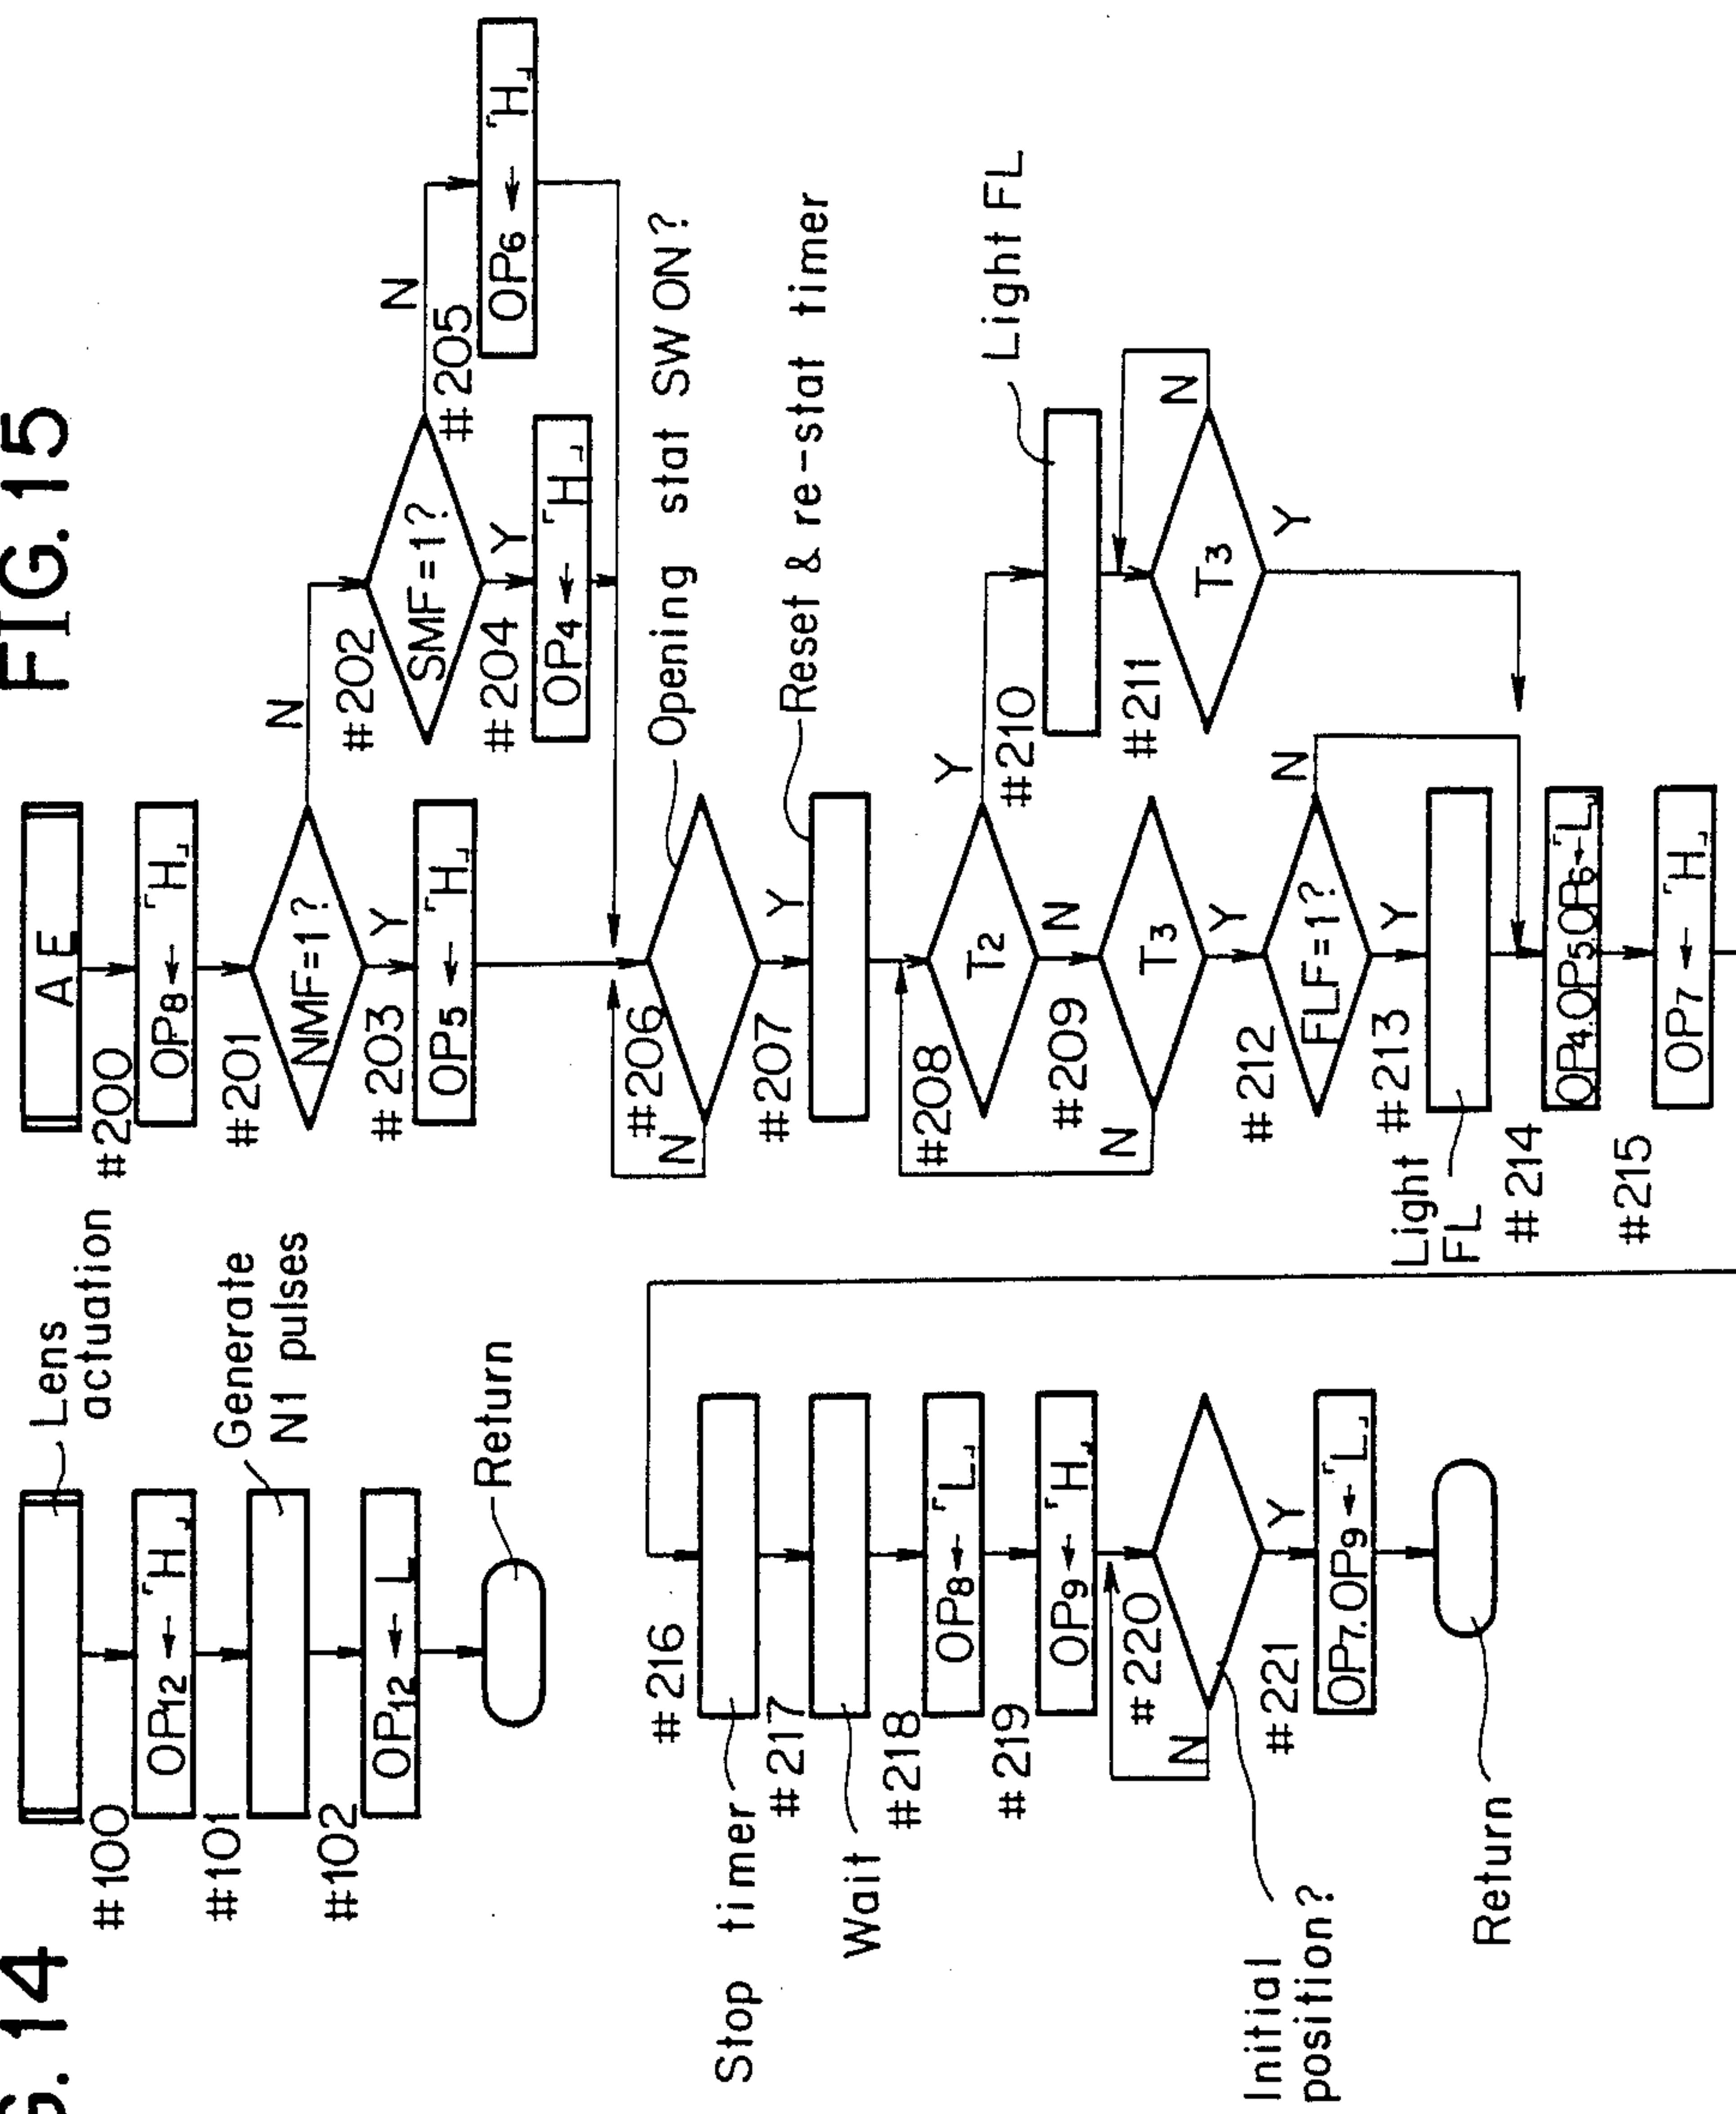 G. 14
Lens
actuation
#100
OP12 ← 「H」
#101
Generate
N1 pulses
#102
OP12 ← L
Return
FIG. 15
AE
#200
OP8 ← 「H」
#201
NMF=1?
N
Y
#202
SMF=1?
N
Y
#203
OP5 ← 「H」
#204
OP4 ← 「H」
#205
OP6 ← 「H」
#206
Opening stat SWON?
N
Y
#207
Reset & re-stat timer
#208
T2
Y
N
#209
T3
N
Y
#210
Light FL
#211
T3
N
Y
#212
FLF=1?
N
Y
#213
Light
FL
#214
OP4.OP5.OP6←「L」
#215
OP7 ← 「H」
#216
Stop timer
#217
Wait
#218
OP8←「L」
#219
OP9 ← 「H」
#220
Initial
position?
N
Y
#221
OP7.OP9←「L」
Return